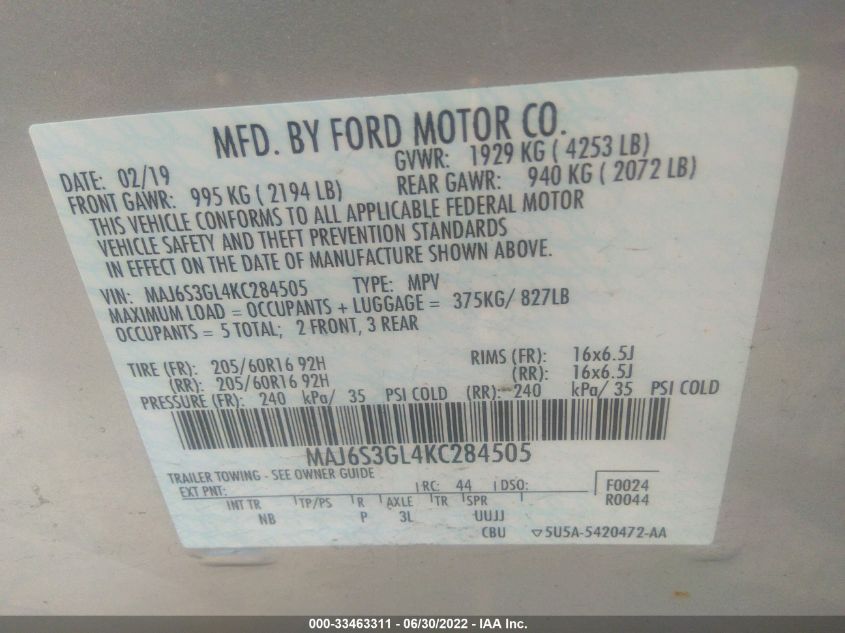 MFD. BY FORD MOTOR CO.
DATE: 02/19 GVWR: 1929 KG ( 4253 LB)
FRONT GAWR: 995 KG ( 2194 LB) REAR GAWR: 940 KG ( 2072 LB)
THIS VEHICLE CONFORMS TO ALL APPLICABLE FEDERAL MOTOR
VEHICLE SAFETY AND THEFT PREVENTION STANDARDS
IN EFFECT ON THE DATE OF MANUFACTURE SHOWN ABOVE.
VIN: MAJ6S3GL4KC284505 TYPE: MPV
MAXIMUM LOAD = OCCUPANTS + LUGGAGE = 375KG/ 827LB
OCCUPANTS = 5 TOTAL; 2 FRONT, 3 REAR
TIRE (FR): 205/60R16 92H RIMS (FR): 16x6.5J
(RR): 205/60R16 92H (RR): 16x6.5J
PRESSURE (FR): 240 kPa/ 35 PSI COLD (RR): 240 kPa/ 35 PSI COLD
MAJ6S3GL4KC284505
TRAILER TOWING - SEE OWNER GUIDE
EXT PNT: RC: 44 DSO: F0024
INT TR TP/PS R AXLE TR SPR R0044
NB P 3L UUJJ
CBU 5U5A-5420472-AA
000-33463311 - 06/30/2022 - IAA Inc.